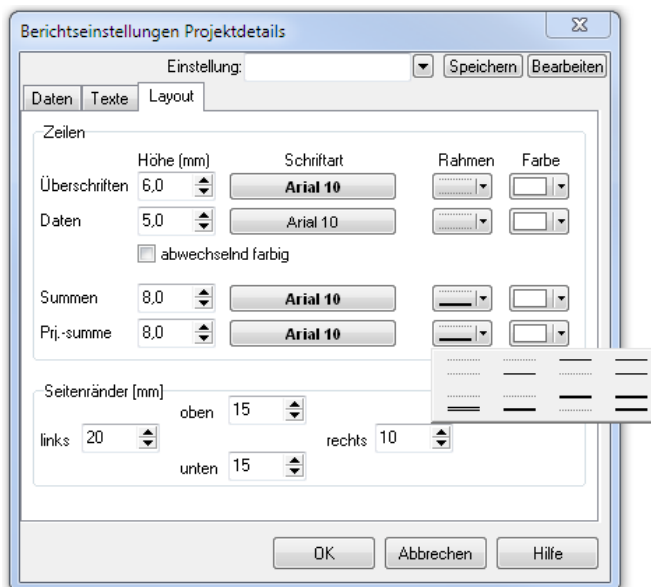 Berichtseinstellungen Projektdetails
Einstellung: Speichern Bearbeiten
Daten Texte Layout
Zeilen
Höhe (mm) Schriftart Rahmen Farbe
Überschriften 6,0 Arial 10
Daten 5,0 Arial 10
abwechselnd farbig
Summen 8,0 Arial 10
Prj.-summe 8,0 Arial 10
Seitenränder [mm]
oben 15
links 20 rechts 10
unten 15
OK Abbrechen Hilfe